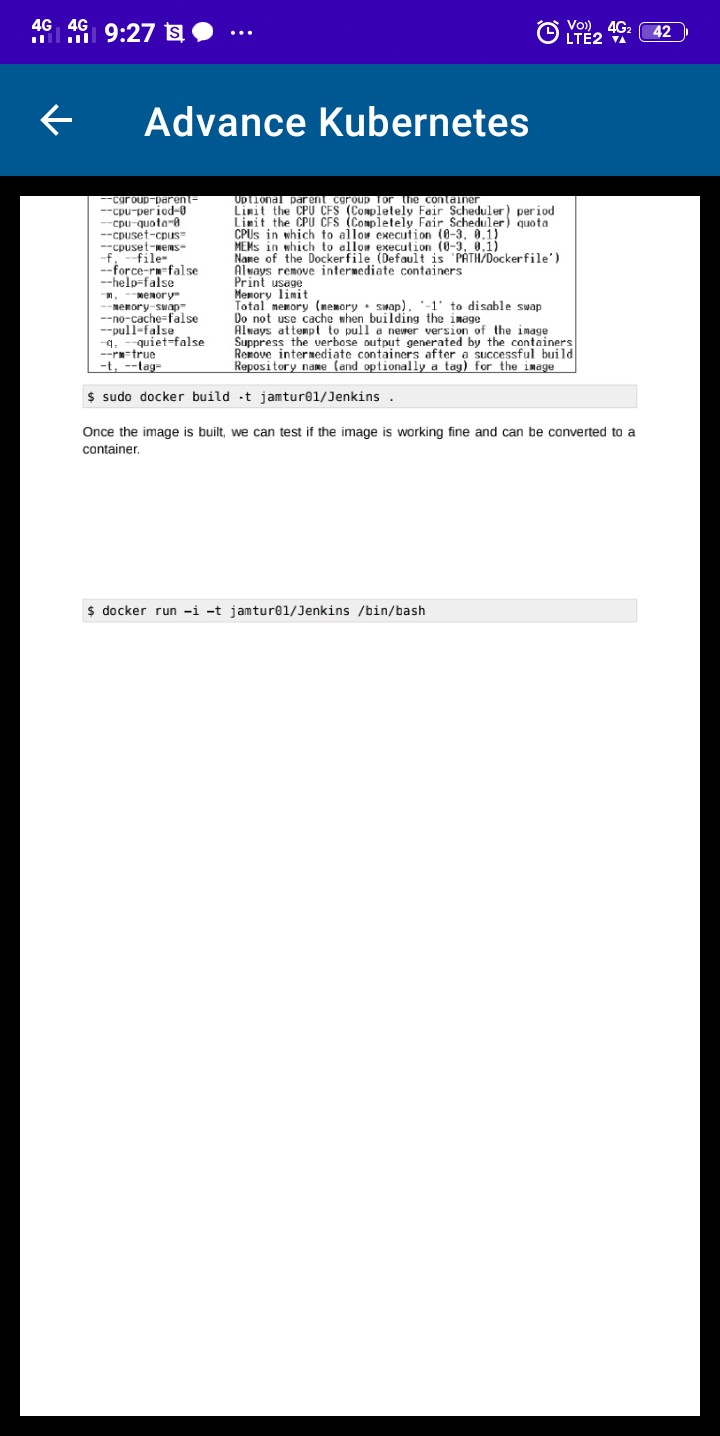 4G 4G 9:27 S ... Vo)) LTE2 4G2 42
Advance Kubernetes
--cgroup-parent= Optional parent cgroup for the container
--cpu-period=0 Limit the CPU CFS (Completely Fair Scheduler) period
--cpu-quota=0 Limit the CPU CFS (Completely Fair Scheduler) quota
--cpuset-cpus= CPUs in which to allow execution (0-3, 0,1)
--cpuset-mems= MEMs in which to allow execution (0-3, 0,1)
-f, --file= Name of the Dockerfile (Default is 'PATH/Dockerfile')
--force-rm=false Always remove intermediate containers
--help=false Print usage
-m, --memory= Memory limit
--memory-swap= Total memory (memory + swap), '-1' to disable swap
--no-cache=false Do not use cache when building the image
--pull=false Always attempt to pull a newer version of the image
-q, --quiet=false Suppress the verbose output generated by the containers
--rm=true Remove intermediate containers after a successful build
-t, --tag= Repository name (and optionally a tag) for the image
$ sudo docker build -t jamtur01/Jenkins .
Once the image is built, we can test if the image is working fine and can be converted to a
container.
$ docker run –i –t jamtur01/Jenkins /bin/bash